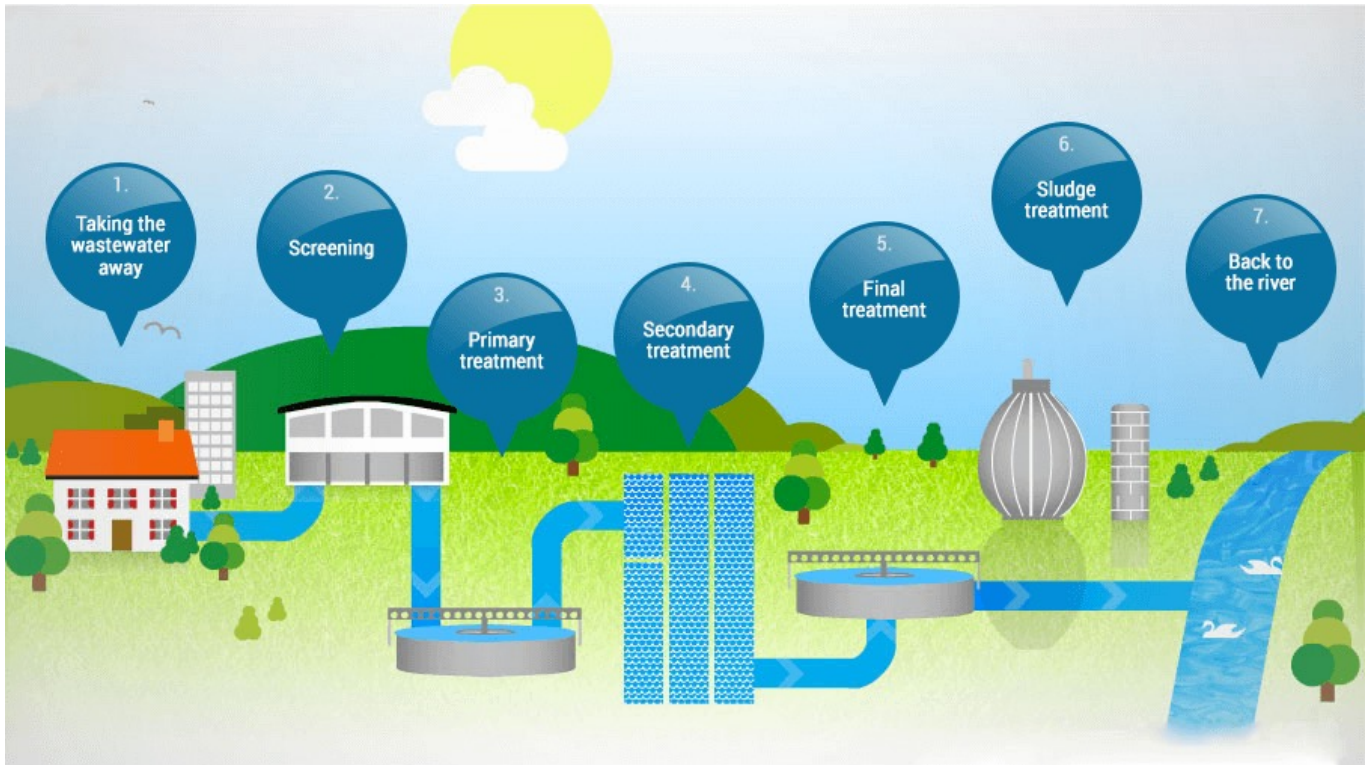 1.
Taking the
wastewater
away
2.
Screening
3.
Primary
treatment
4.
Secondary
treatment
5.
Final
treatment
6.
Sludge
treatment
7.
Back to
the river